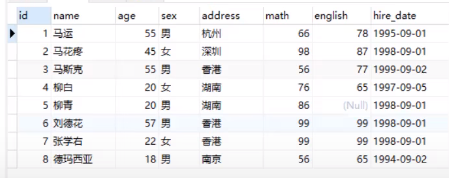 id name age sex address math english hire_date
1 马运 55 男 杭州 66 78 1995-09-01
2 马花疼 45 女 深圳 98 87 1998-09-01
3 马斯克 55 男 香港 56 77 1999-09-02
4 柳白 20 女 湖南 76 65 1997-09-05
5 柳青 20 男 湖南 86 (Null) 1998-09-01
6 刘德花 57 男 香港 99 99 1998-09-01
7 张学右 22 女 香港 99 99 1998-09-01
8 德玛西亚 18 男 南京 56 65 1994-09-02